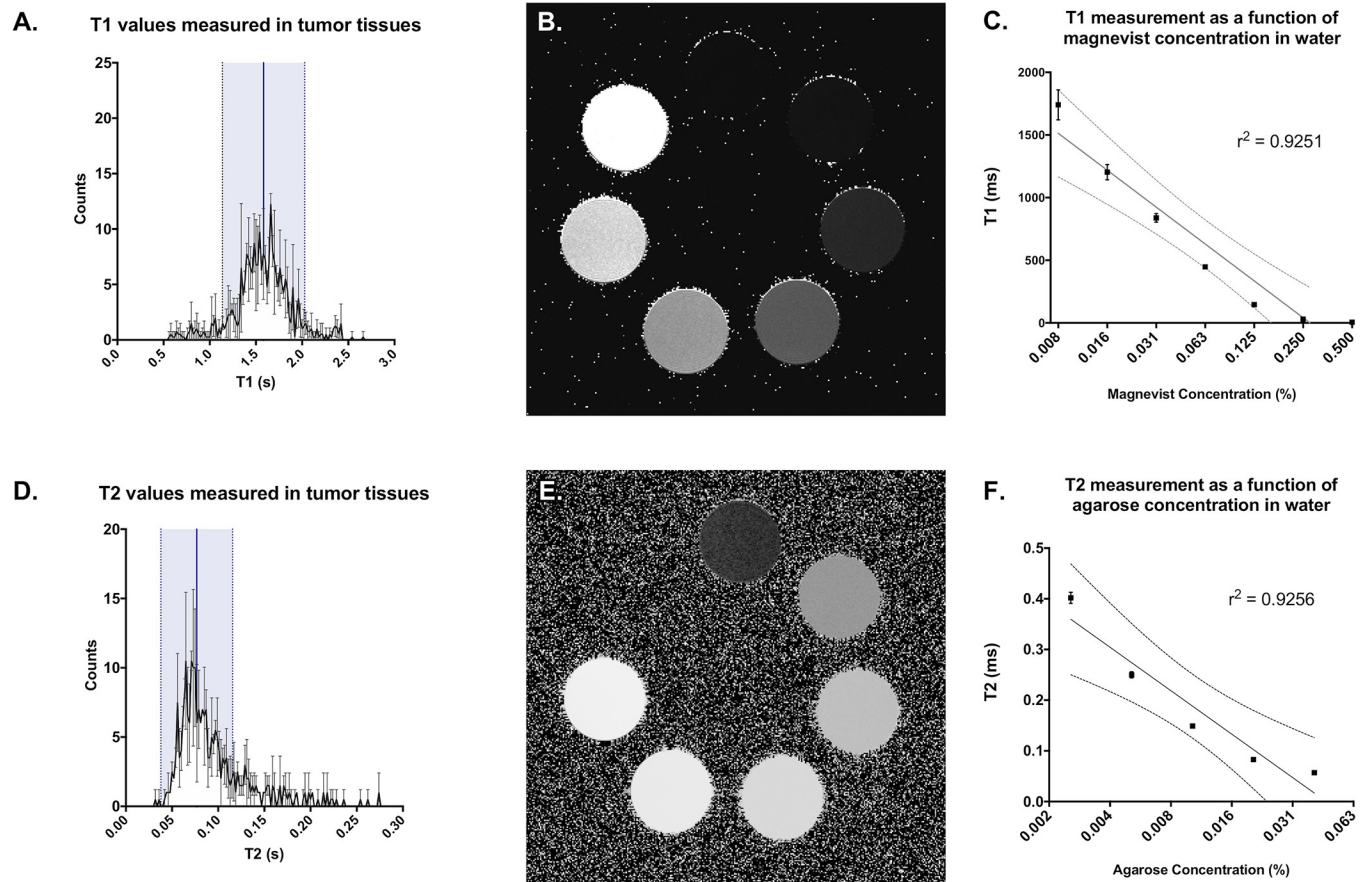 A.
T1 values measured in tumor tissues
25
20
15
10
5
0
Counts
0.0
0.5
1.0
1.5
2.0
2.5
3.0
T1 (s)
B.
C.
T1 measurement as a function of
magnevist concentration in water
2000
1500
1000
500
0
T1 (ms)
r² = 0.9251
0.008
0.016
0.031
0.063
0.125
0.250
0.500
Magnevist Concentration (%)
D.
T2 values measured in tumor tissues
20
15
10
5
0
Counts
0.00
0.05
0.10
0.15
0.20
0.25
0.30
T2 (s)
E.
F.
T2 measurement as a function of
agarose concentration in water
0.5
0.4
0.3
0.2
0.1
0.0
T2 (ms)
r² = 0.9256
0.002
0.004
0.008
0.016
0.031
0.063
Agarose Concentration (%)